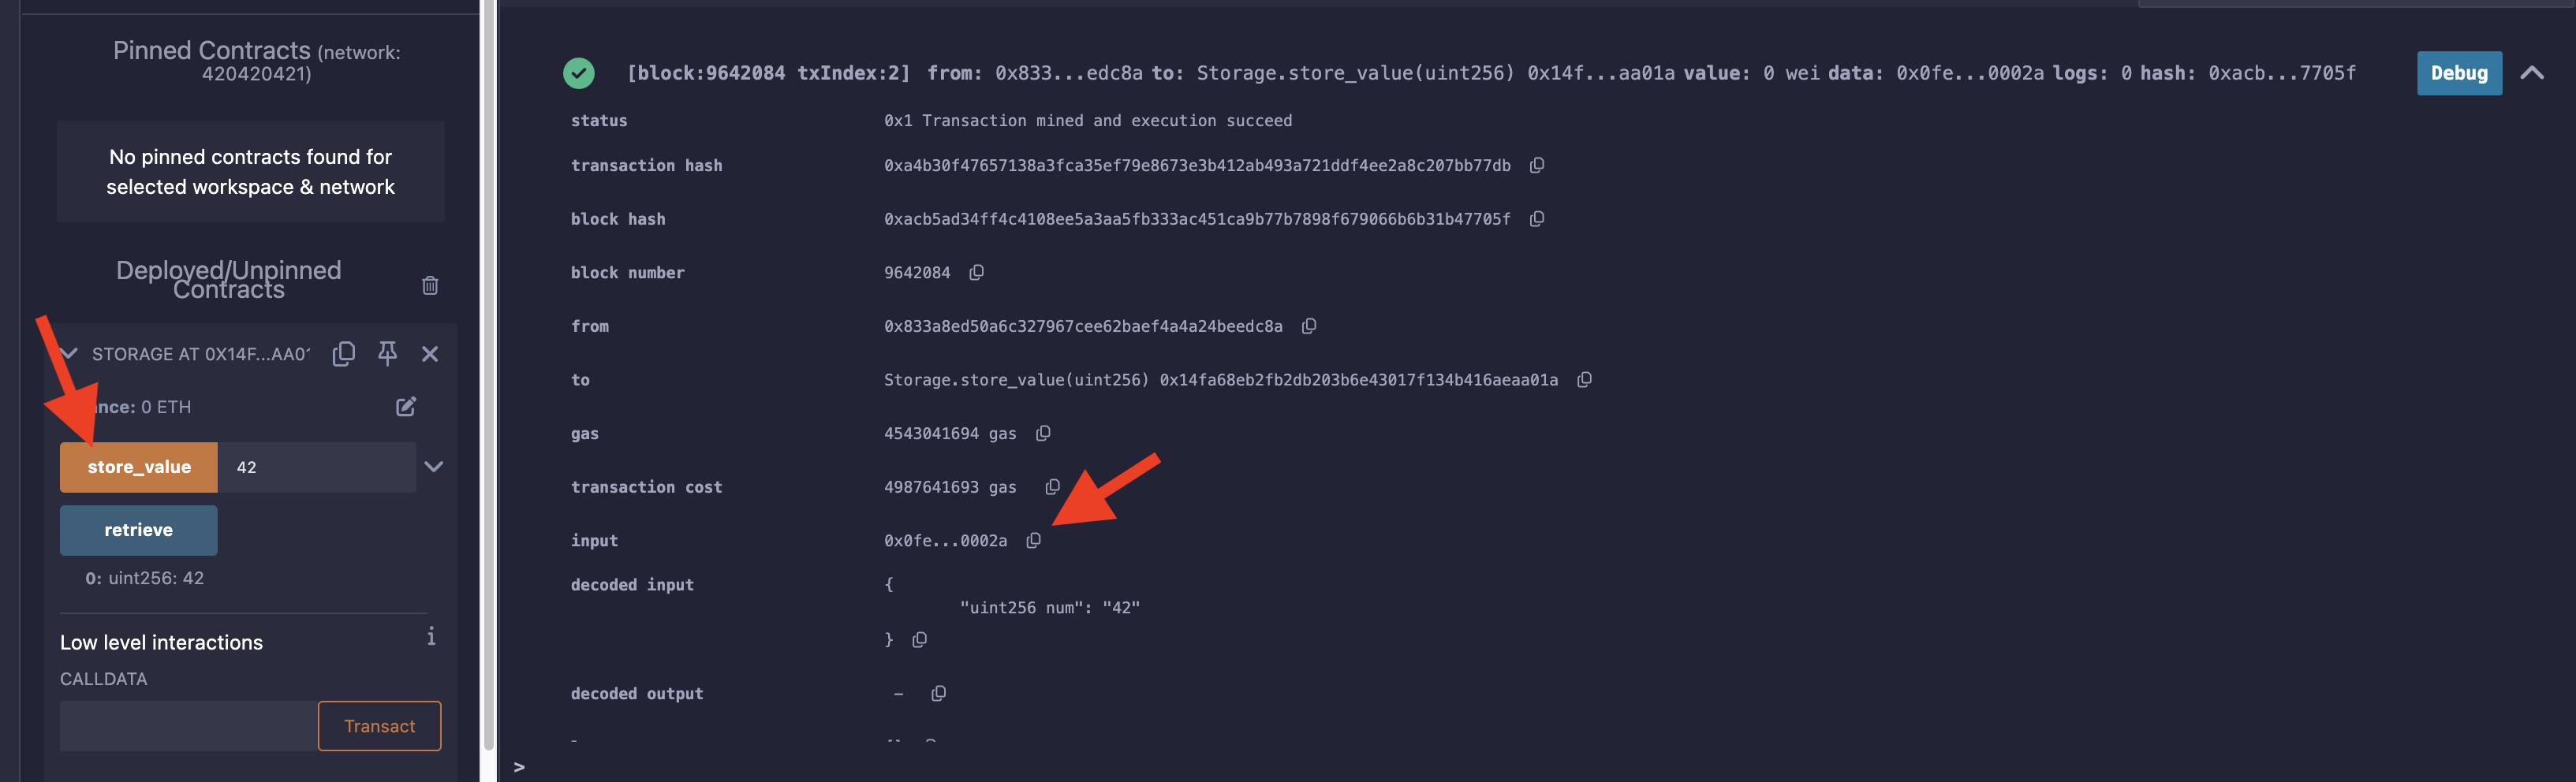 Pinned Contracts (network:
420420421)
No pinned contracts found for
selected workspace & network
Deployed/Unpinned
Contracts
STORAGE AT 0X14F...AA01
nce: 0 ETH
store_value 42
retrieve
0: uint256: 42
Low level interactions i
CALLDATA
Transact
[block:9642084 txIndex:2] from: 0x833...edc8a to: Storage.store_value(uint256) 0x14f...aa01a value: 0 wei data: 0x0fe...0002a logs: 0 hash: 0xacb...7705f Debug
status 0x1 Transaction mined and execution succeed
transaction hash 0xa4b30f47657138a3fca35ef79e8673e3b412ab493a721ddf4ee2a8c207bb77db
block hash 0xacb5ad34ff4c4108ee5a3aa5fb333ac451ca9b77b7898f679066b6b31b47705f
block number 9642084
from 0x833a8ed50a6c327967cee62baef4a4a24beedc8a
to Storage.store_value(uint256) 0x14fa68eb2fb2db203b6e43017f134b416aeaa01a
gas 4543041694 gas
transaction cost 4987641693 gas
input 0x0fe...0002a
decoded input {
"uint256 num": "42"
}
decoded output -
>